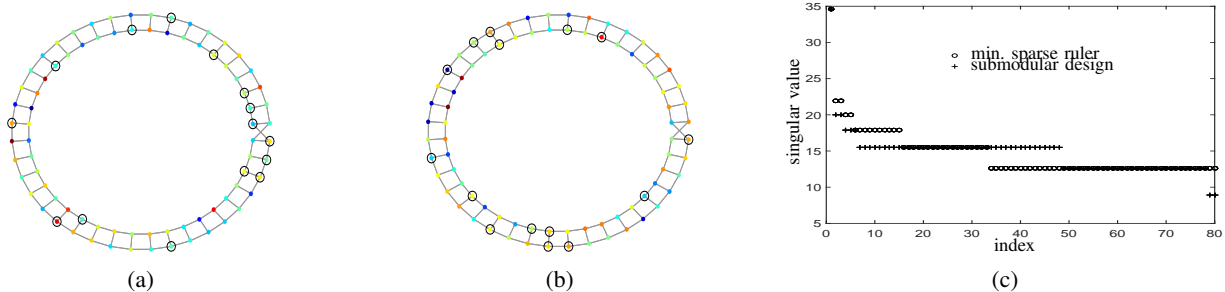 35
30
25
20
15
10
5
singular value
min. sparse ruler
submodular design
0 10 20 30 40 50 60 70 80
index
(a) (b) (c)